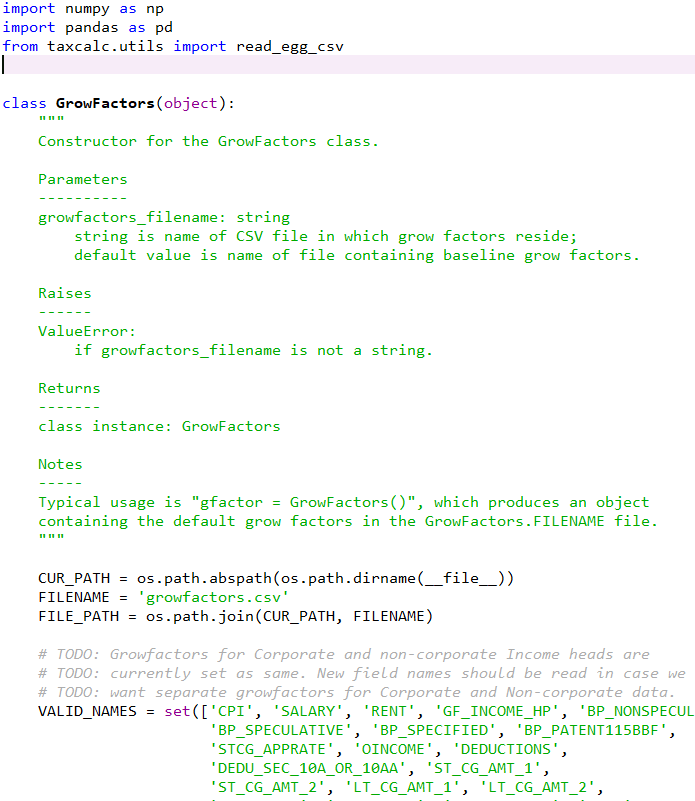 import numpy as np
import pandas as pd
from taxcalc.utils import read_egg_csv
class GrowFactors(object):
"""
Constructor for the GrowFactors class.
Parameters
----------
growfactors_filename: string
string is name of CSV file in which grow factors reside;
default value is name of file containing baseline grow factors.
Raises
------
ValueError:
if growfactors_filename is not a string.
Returns
-------
class instance: GrowFactors
Notes
-----
Typical usage is "gfactor = GrowFactors()", which produces an object
containing the default grow factors in the GrowFactors.FILENAME file.
"""
CUR_PATH = os.path.abspath(os.path.dirname(__file__))
FILENAME = 'growfactors.csv'
FILE_PATH = os.path.join(CUR_PATH, FILENAME)
# TODO: Growfactors for Corporate and non-corporate Income heads are
# TODO: currently set as same. New field names should be read in case we
# TODO: want separate growfactors for Corporate and Non-corporate data.
VALID_NAMES = set(['CPI', 'SALARY', 'RENT', 'GF_INCOME_HP', 'BP_NONSPECUL
'BP_SPECULATIVE', 'BP_SPECIFIED', 'BP_PATENT115BBF',
'STCG_APPRATE', 'OINCOME', 'DEDUCTIONS',
'DEDU_SEC_10A_OR_10AA', 'ST_CG_AMT_1',
'ST_CG_AMT_2', 'LT_CG_AMT_1', 'LT_CG_AMT_2',